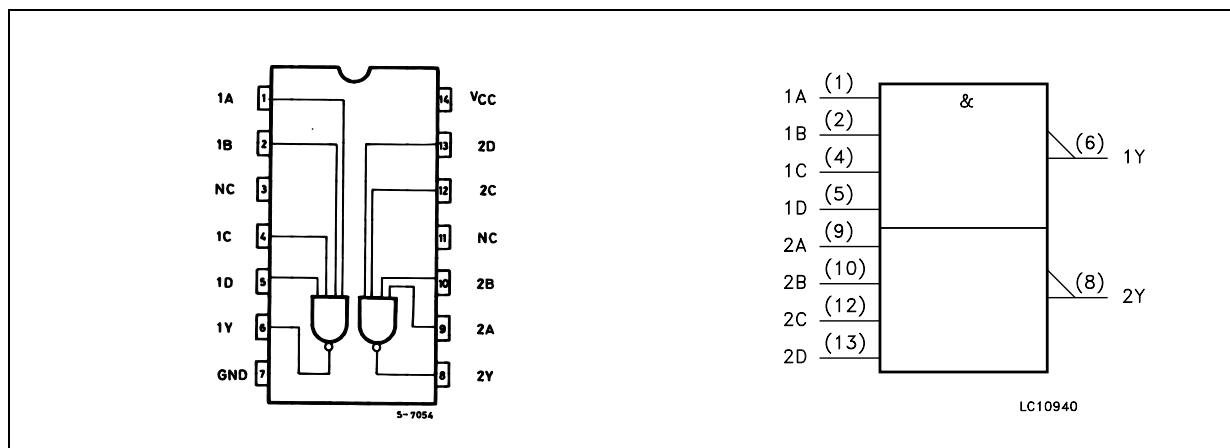 1A 1 14 VCC
1B 2 13 2D
NC 3 12 2C
1C 4 11 NC
1D 5 10 2B
1Y 6 9 2A
GND 7 8 2Y
S-7054
&
1A (1)
1B (2)
1C (4)
1D (5)
2A (9)
2B (10)
2C (12)
2D (13)
(6) 1Y
(8) 2Y
LC10940